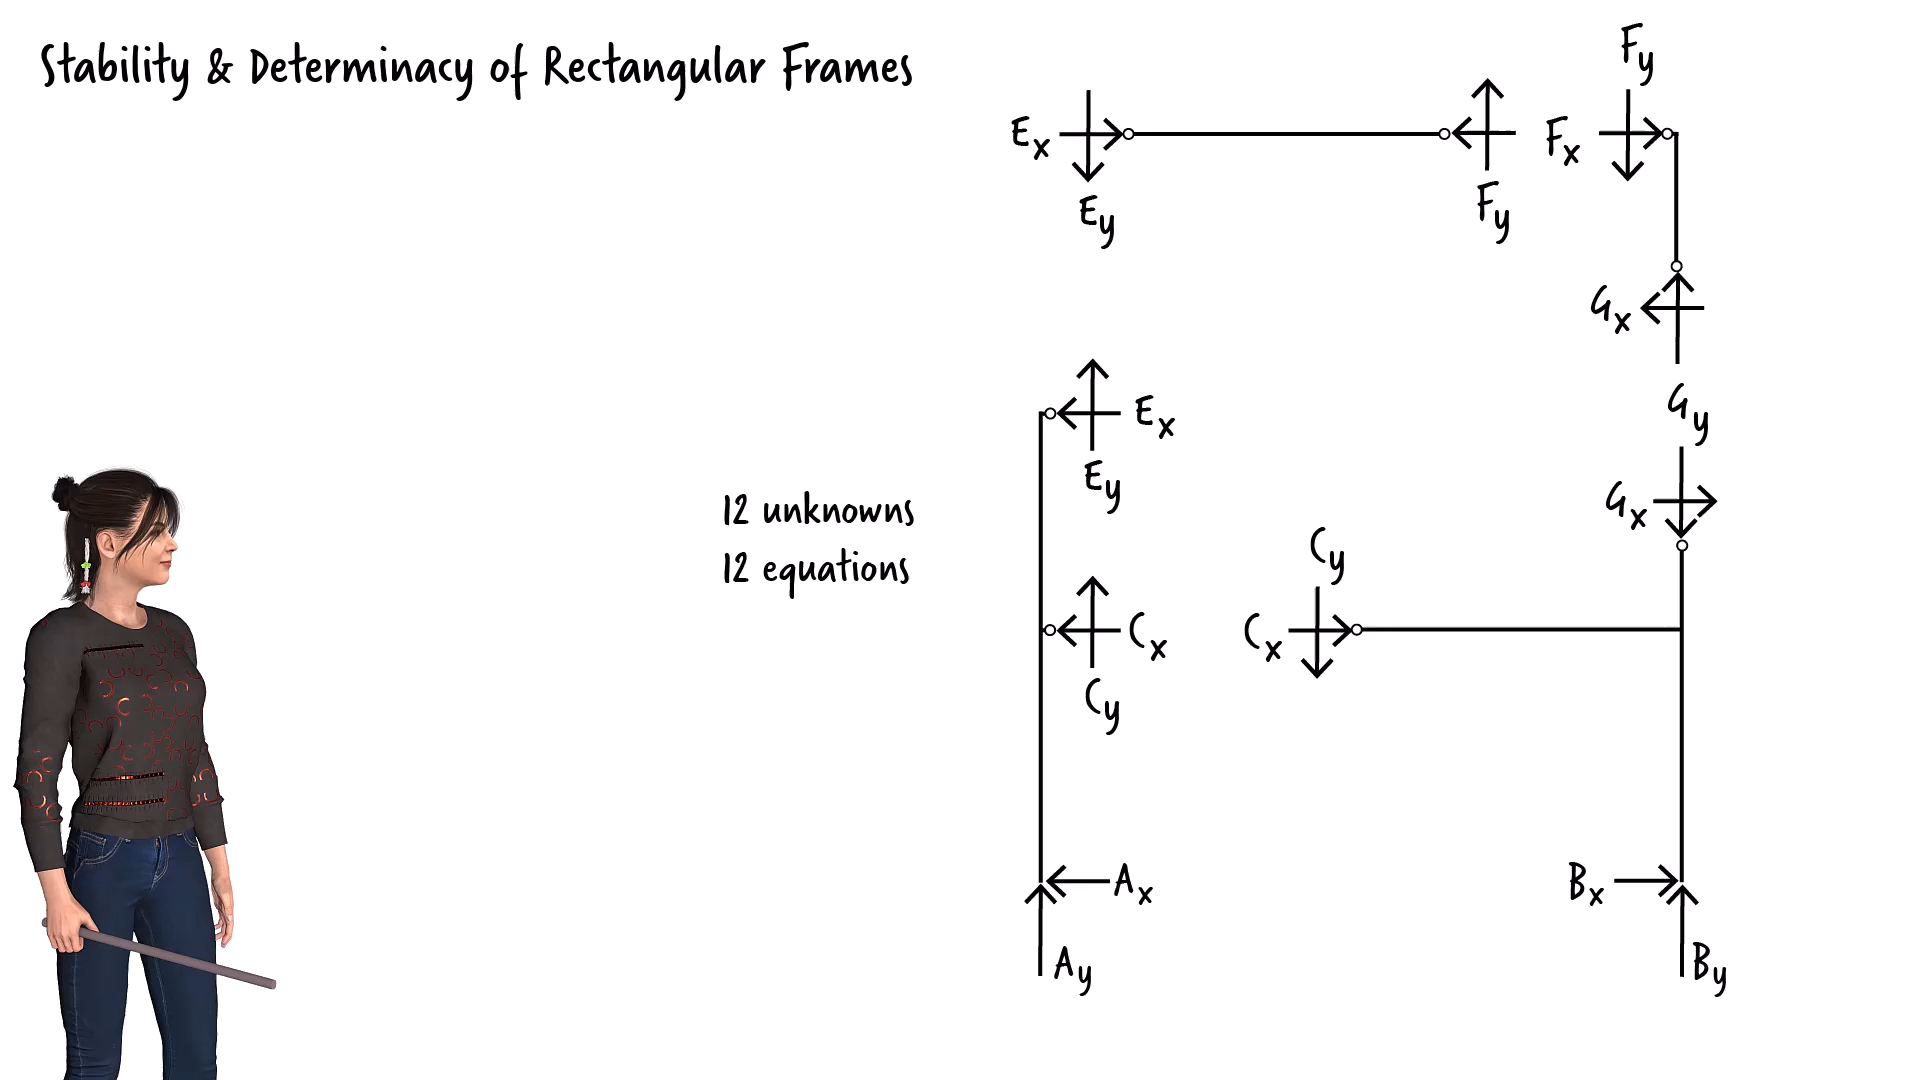 Stability & Determinacy of Rectangular Frames
Fy
Ex
Fx
Ey
Fy
Gx
Gy
Ex
Ey
12 unknowns
Gx
Cy
12 equations
Cx
Cx
Cy
Ax
Bx
Ay
By